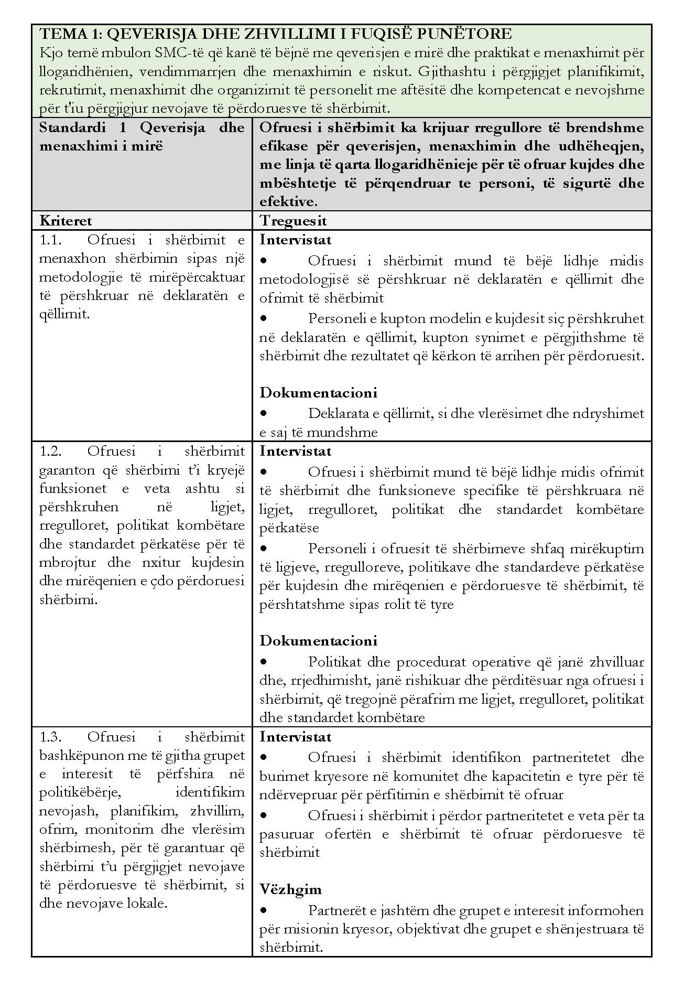 TEMA 1: QEVERISJA DHE ZHVILLIMI I FUQISË PUNËTORE
Kjo temë mbulon SMC-të që kanë të bëjnë me qeverisjen e mirë dhe praktikat e menaxhimit për
llogaridhënien, vendimmarrjen dhe menaxhimin e riskut. Gjithashtu i përgjigjet planifikimit,
rekrutimit, menaxhimit dhe organizimit të personelit me aftësitë dhe kompetencat e nevojshme
për t'iu përgjigjur nevojave të përdoruesve të shërbimit.
Standardi 1 Qeverisja dhe
menaxhimi i mirë
Ofruesi i shërbimit ka krijuar rregullore të brendshme
efikase për qeverisjen, menaxhimin dhe udhëheqjen,
me linja të qarta llogaridhënieje për të ofruar kujdes dhe
mbështetje të përqendruar te personi, të sigurtë dhe
efektive.
Kriteret
Treguesit
1.1. Ofruesi i shërbimit e
menaxhon shërbimin sipas një
metodologjie të mirëpërcaktuar
të përshkruar në deklaratën e
qëllimit.
Intervistat
• Ofruesi i shërbimit mund të bëjë lidhje midis
metodologjisë së përshkruar në deklaratën e qëllimit dhe
ofrimit të shërbimit
• Personeli e kupton modelin e kujdesit siç përshkruhet
në deklaratën e qëllimit, kupton synimet e përgjithshme të
shërbimit dhe rezultatet që kërkon të arrihen për përdoruesit.
Dokumentacioni
• Deklarata e qëllimit, si dhe vlerësimet dhe ndryshimet
e saj të mundshme
1.2. Ofruesi i shërbimit
garanton që shërbimi t’i kryejë
funksionet e veta ashtu si
përshkruhen në ligjet,
rregulloret, politikat kombëtare
dhe standardet përkatëse për të
mbrojtur dhe nxitur kujdesin
dhe mirëqenien e çdo përdoruesi
shërbimi.
Intervistat
• Ofruesi i shërbimit mund të bëjë lidhje midis ofrimit
të shërbimit dhe funksioneve specifike të përshkruara në
ligjet, rregulloret, politikat dhe standardet kombëtare
përkatëse
• Personeli i ofruesit të shërbimeve shfaq mirëkuptim
të ligjeve, rregulloreve, politikave dhe standardeve përkatëse
për kujdesin dhe mirëqenien e përdoruesve të shërbimit, të
përshtatshme sipas rolit të tyre
Dokumentacioni
• Politikat dhe procedurat operative që janë zhvilluar
dhe, rrjedhimisht, janë rishikuar dhe përditësuar nga ofruesi i
shërbimit, që tregojnë përafrim me ligjet, rregulloret, politikat
dhe standardet kombëtare
1.3. Ofruesi i shërbimit
bashkëpunon me të gjitha grupet
e interesit të përfshira në
politikëbërje, identifikim
nevojash, planifikim, zhvillim,
ofrim, monitorim dhe vlerësim
shërbimesh, për të garantuar që
shërbimi t’u përgjigjet nevojave
të përdoruesve të shërbimit, si
dhe nevojave lokale.
Intervistat
• Ofruesi i shërbimit identifikon partneritetet dhe
burimet kryesore në komunitet dhe kapacitetin e tyre për të
ndërvepruar për përfitimin e shërbimit të ofruar
• Ofruesi i shërbimit i përdor partneritetet e veta për ta
pasuruar ofertën e shërbimit të ofruar përdoruesve të
shërbimit
Vëzhgim
• Partnerët e jashtëm dhe grupet e interesit informohen
për misionin kryesor, objektivat dhe grupet e shënjestruara të
shërbimit.